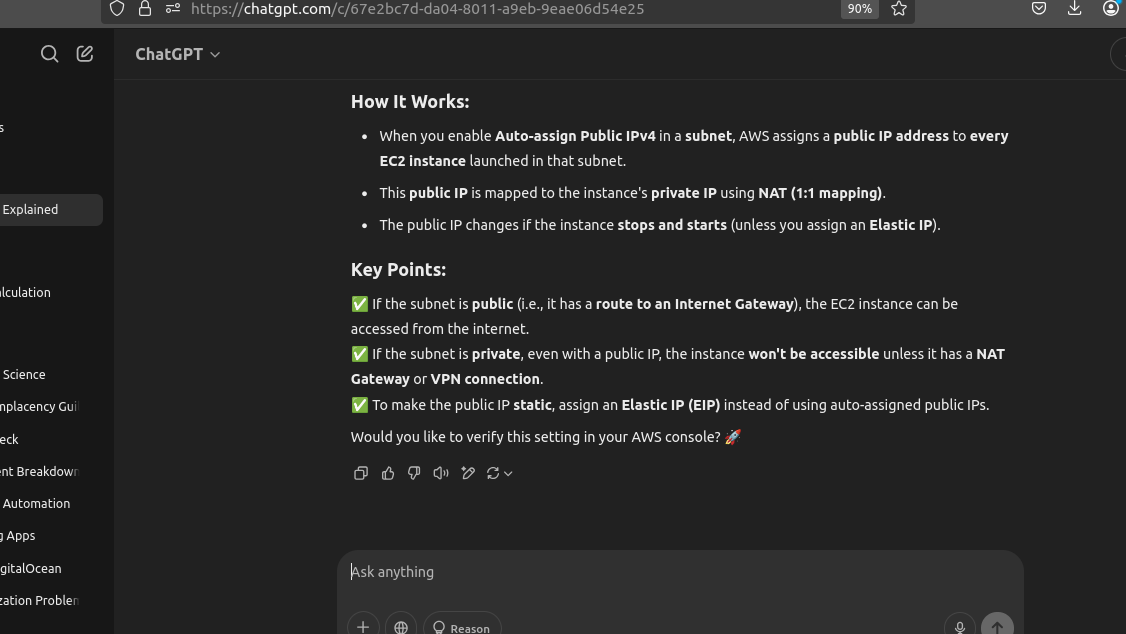 https://chatgpt.com/c/67e2bc7d-da04-8011-a9eb-9eae06d54e25
90%
ChatGPT
s
Explained
lculation
Science
mplacency Gui
eck
nt Breakdown
Automation
g Apps
gitalOcean
zation Problen
How It Works:
• When you enable Auto-assign Public IPv4 in a subnet, AWS assigns a public IP address to every
EC2 instance launched in that subnet.
• This public IP is mapped to the instance's private IP using NAT (1:1 mapping).
• The public IP changes if the instance stops and starts (unless you assign an Elastic IP).
Key Points:
✅ If the subnet is public (i.e., it has a route to an Internet Gateway), the EC2 instance can be
accessed from the internet.
✅ If the subnet is private, even with a public IP, the instance won't be accessible unless it has a NAT
Gateway or VPN connection.
✅ To make the public IP static, assign an Elastic IP (EIP) instead of using auto-assigned public IPs.
Would you like to verify this setting in your AWS console? 🚀
Ask anything
Reason